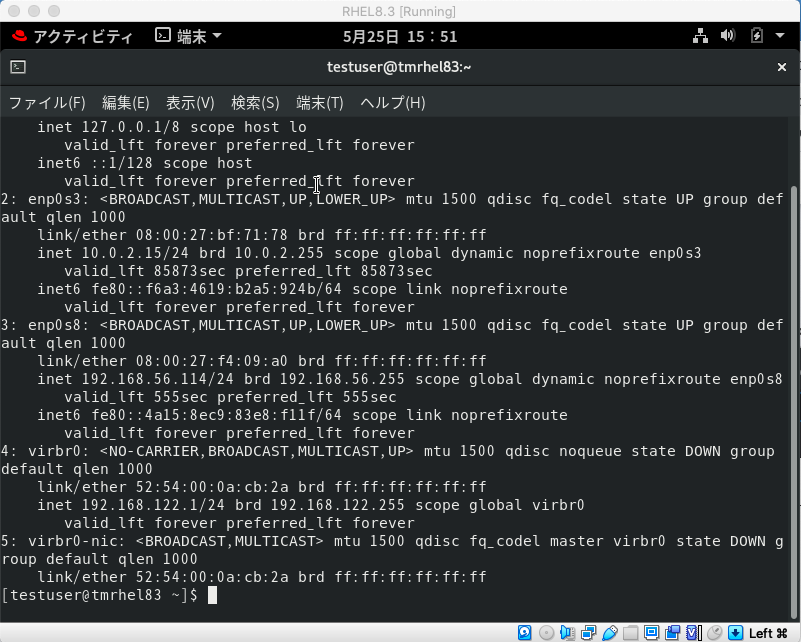 RHEL8.3 [Running]
アクティビティ 端末 5月25日 15：51
testuser@tmrhel83:~
ファイル(F) 編集(E) 表示(V) 検索(S) 端末(T) ヘルプ(H)
inet 127.0.0.1/8 scope host lo
valid_lft forever preferred_lft forever
inet6 ::1/128 scope host
valid_lft forever preferred_lft forever
2: enp0s3: <BROADCAST,MULTICAST,UP,LOWER_UP> mtu 1500 qdisc fq_codel state UP group def
ault qlen 1000
link/ether 08:00:27:bf:71:78 brd ff:ff:ff:ff:ff:ff
inet 10.0.2.15/24 brd 10.0.2.255 scope global dynamic noprefixroute enp0s3
valid_lft 85873sec preferred_lft 85873sec
inet6 fe80::f6a3:4619:b2a5:924b/64 scope link noprefixroute
valid_lft forever preferred_lft forever
3: enp0s8: <BROADCAST,MULTICAST,UP,LOWER_UP> mtu 1500 qdisc fq_codel state UP group def
ault qlen 1000
link/ether 08:00:27:f4:09:a0 brd ff:ff:ff:ff:ff:ff
inet 192.168.56.114/24 brd 192.168.56.255 scope global dynamic noprefixroute enp0s8
valid_lft 555sec preferred_lft 555sec
inet6 fe80::4a15:8ec9:83e8:f11f/64 scope link noprefixroute
valid_lft forever preferred_lft forever
4: virbr0: <NO-CARRIER,BROADCAST,MULTICAST,UP> mtu 1500 qdisc noqueue state DOWN group
default qlen 1000
link/ether 52:54:00:0a:cb:2a brd ff:ff:ff:ff:ff:ff
inet 192.168.122.1/24 brd 192.168.122.255 scope global virbr0
valid_lft forever preferred_lft forever
5: virbr0-nic: <BROADCAST,MULTICAST> mtu 1500 qdisc fq_codel master virbr0 state DOWN g
roup default qlen 1000
link/ether 52:54:00:0a:cb:2a brd ff:ff:ff:ff:ff:ff
[testuser@tmrhel83 ~]$
Left ⌘